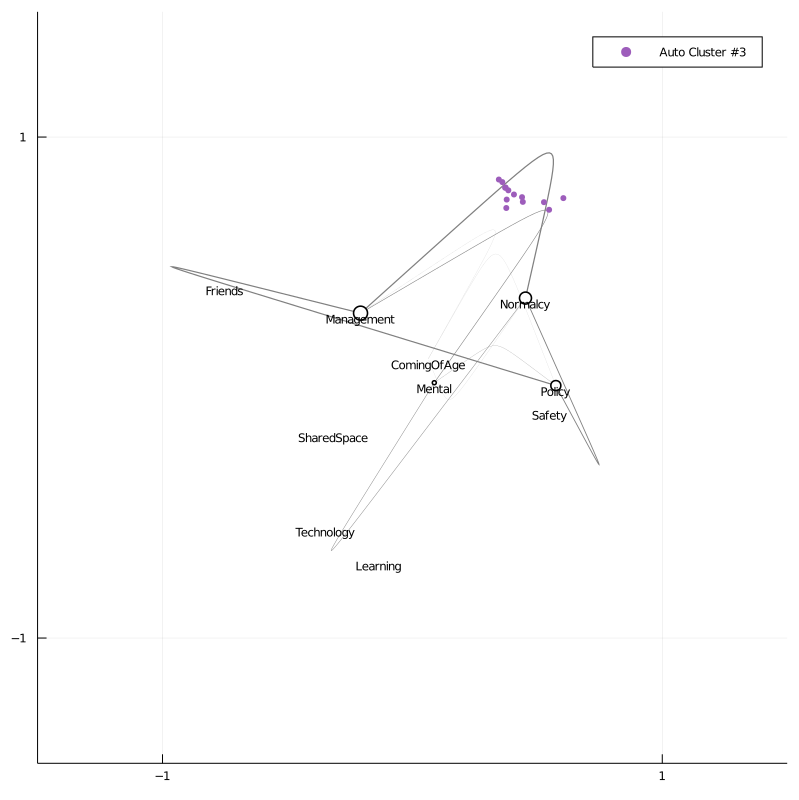 Auto Cluster #3
1
Friends
Normalcy
Management
ComingOfAge
Mental
Policy
Safety
SharedSpace
Technology
Learning
−1
−1
1